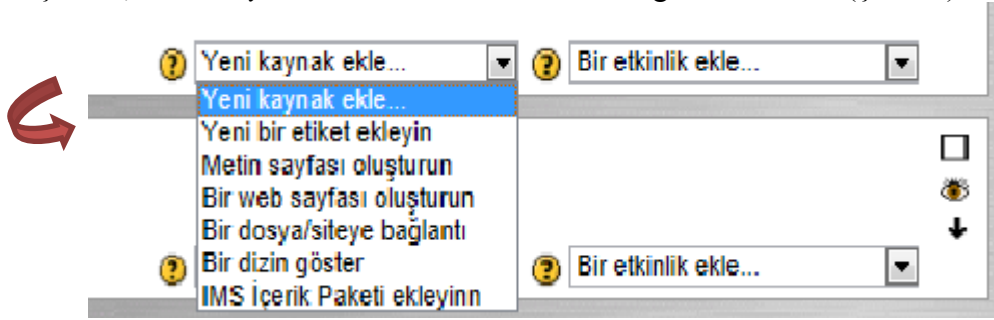 Yeni kaynak ekle... Bir etkinlik ekle...
Yeni kaynak ekle...
Yeni bir etiket ekleyin
Metin sayfası oluşturun
Bir web sayfası oluşturun
Bir dosya/siteye bağlantı
Bir dizin göster Bir etkinlik ekle...
IMS İçerik Paketi ekleyinn